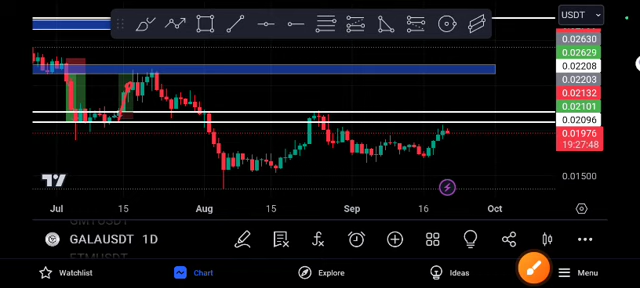 USDT
0.02630
0.02629
0.02208
0.02203
0.02132
0.02101
0.02096
0.01976
19:27:48
0.01500
Jul 15 Aug 15 Sep 16 Oct
GALAUSDT 1D
Watchlist Chart Explore Ideas Menu